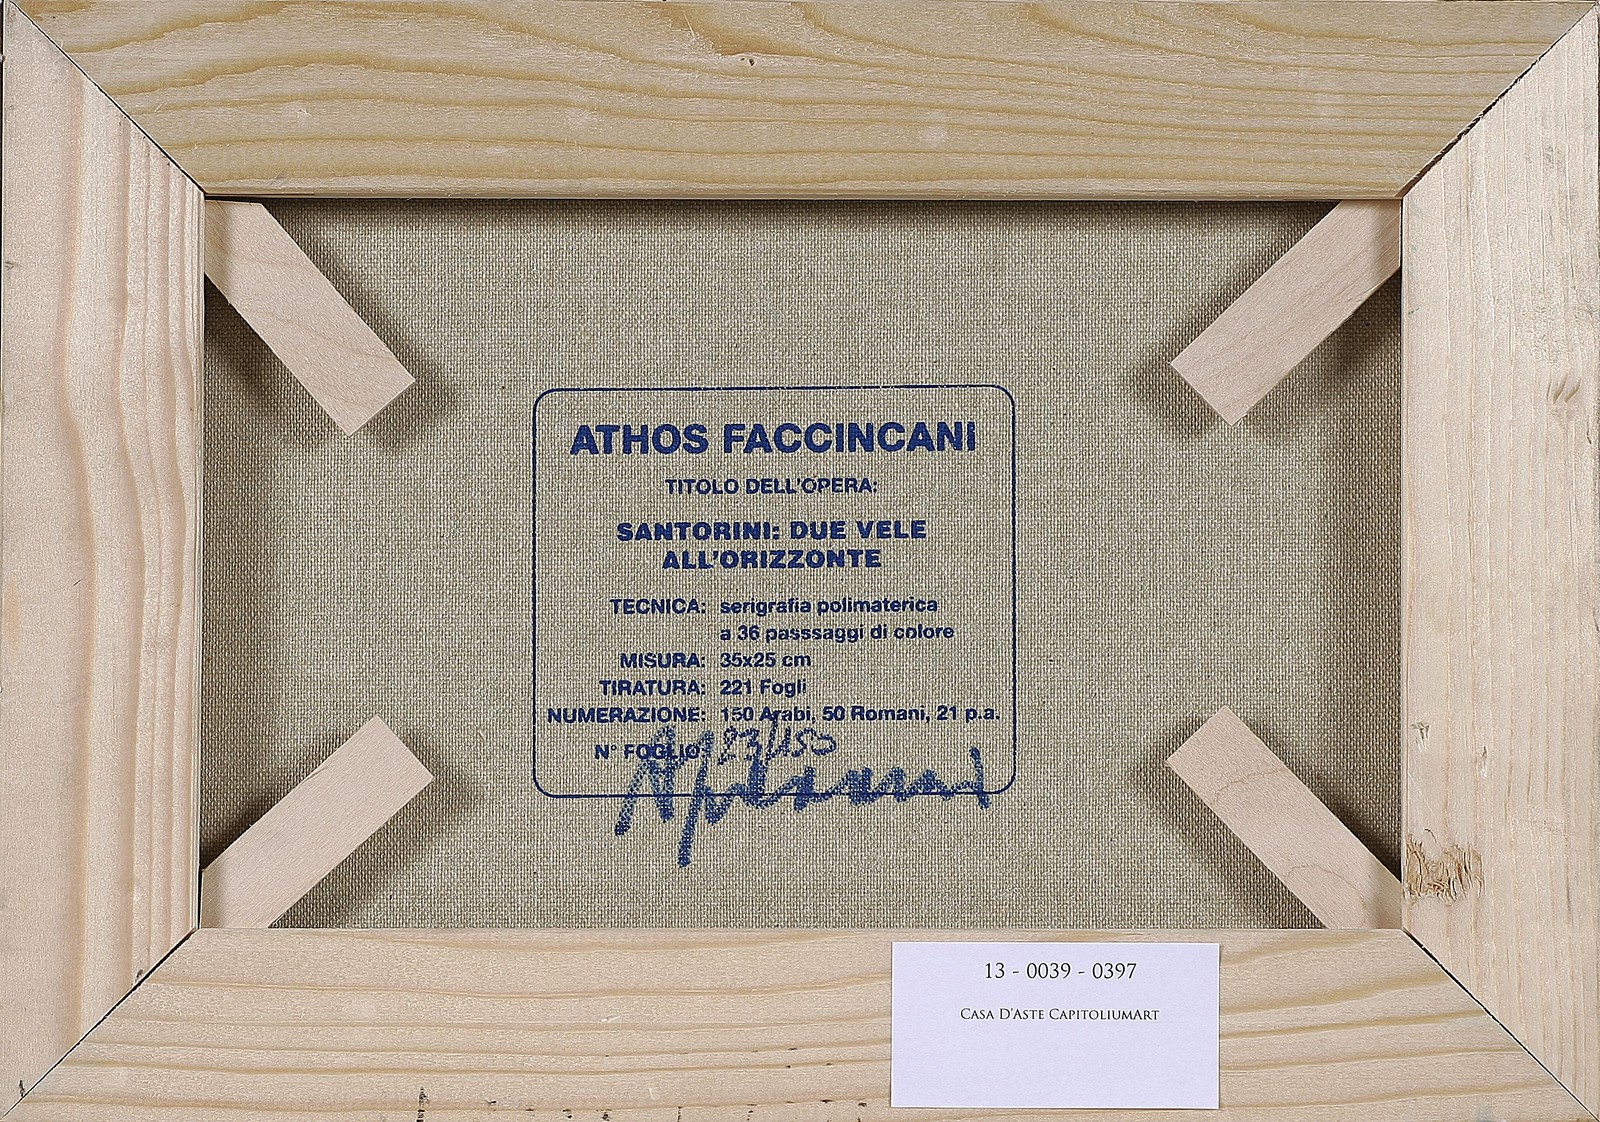 ATHOS FACCINCANI
TITOLO DELL'OPERA:
SANTORINI: DUE VELE
ALL'ORIZZONTE
TECNICA: serigrafia polimaterica
a 36 passsaggi di colore
MISURA: 35x25 cm
TIRATURA: 221 Fogli
NUMERAZIONE: 150 Arabi, 50 Romani, 21 p.a.
N° FOGLIO: 23/150
13 - 0039 - 0397
CASA D'ASTE CAPITOLIUMART